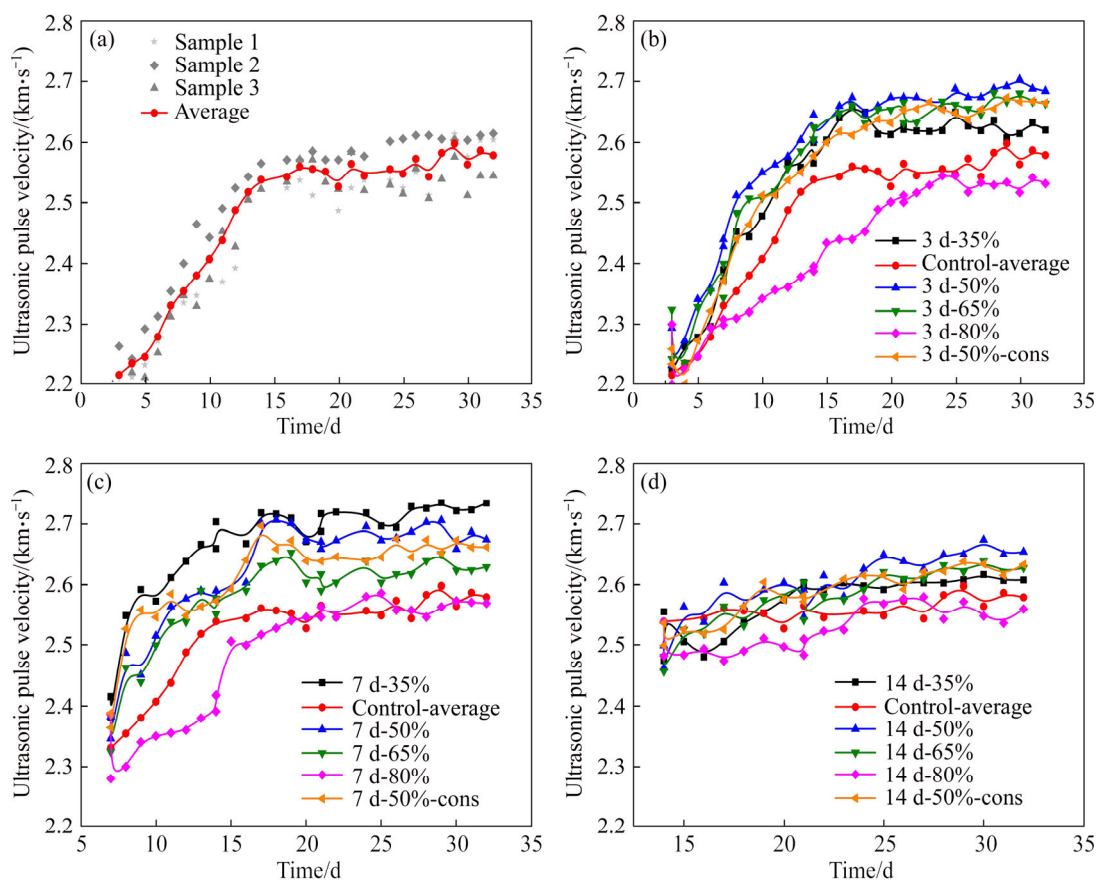 (a)
Sample 1
Sample 2
Sample 3
Average
Ultrasonic pulse velocity/(km·s⁻¹)
2.8
2.7
2.6
2.5
2.4
2.3
2.2
0 5 10 15 20 25 30 35
Time/d
(b)
3 d-35%
Control-average
3 d-50%
3 d-65%
3 d-80%
3 d-50%-cons
Ultrasonic pulse velocity/(km·s⁻¹)
2.8
2.7
2.6
2.5
2.4
2.3
2.2
0 5 10 15 20 25 30 35
Time/d
(c)
7 d-35%
Control-average
7 d-50%
7 d-65%
7 d-80%
7 d-50%-cons
Ultrasonic pulse velocity/(km·s⁻¹)
2.8
2.7
2.6
2.5
2.4
2.3
2.2
5 10 15 20 25 30 35
Time/d
(d)
14 d-35%
Control-average
14 d-50%
14 d-65%
14 d-80%
14 d-50%-cons
Ultrasonic pulse velocity/(km·s⁻¹)
2.8
2.7
2.6
2.5
2.4
2.3
2.2
15 20 25 30 35
Time/d